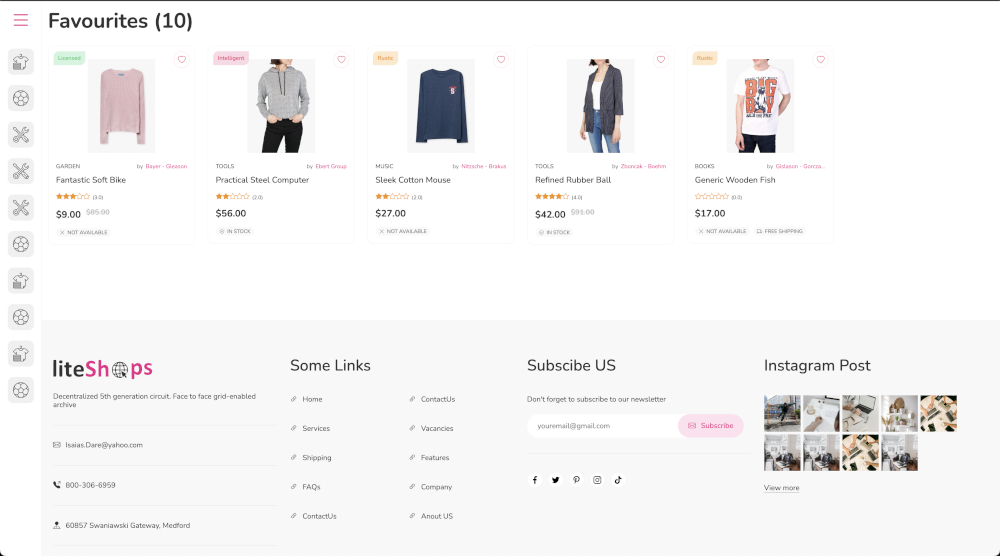 Favourites (10)
Licensed
GARDEN by Bayer - Gleason
Fantastic Soft Bike
(3.0)
$9.00 $85.00
NOT AVAILABLE
Intelligent
TOOLS by Ebert Group
Practical Steel Computer
(2.0)
$56.00
IN STOCK
Rustic
MUSIC by Nitzsche - Brakus
Sleek Cotton Mouse
(2.0)
$27.00
NOT AVAILABLE
TOOLS by Zboncak - Boehm
Refined Rubber Ball
(4.0)
$42.00 $91.00
IN STOCK
Rustic
BIG
BOY
BOOKS by Gislason - Gorcza...
Generic Wooden Fish
(0.0)
$17.00
NOT AVAILABLE FREE SHIPPING
liteShops
Decentralized 5th generation circuit. Face to face grid-enabled
archive
Isaias.Dare@yahoo.com
800-306-6959
60857 Swaniawski Gateway, Medford
Some Links
Home
Services
Shipping
FAQs
ContactUs
ContactUs
Vacancies
Features
Company
Anout US
Subscibe US
Don't forget to subscribe to our newsletter
youremail@gmail.com
Subscribe
Instagram Post
View more